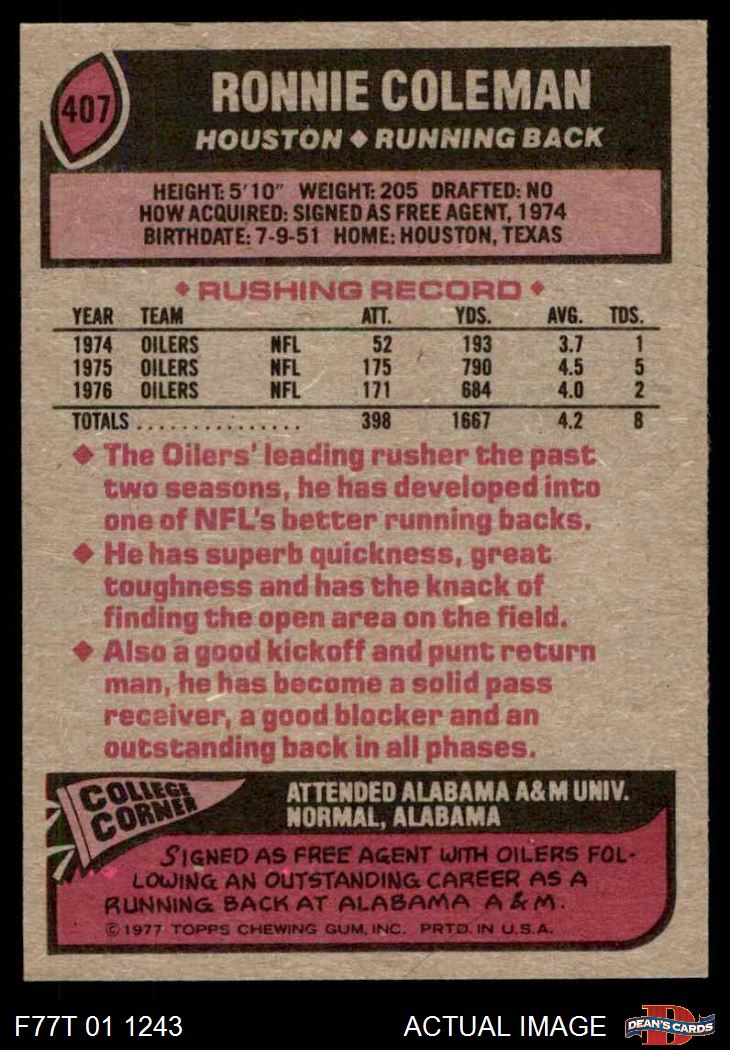 407
RONNIE COLEMAN
HOUSTON ♦ RUNNING BACK
HEIGHT: 5'10" WEIGHT: 205 DRAFTED: NO
HOW ACQUIRED: SIGNED AS FREE AGENT, 1974
BIRTHDATE: 7-9-51 HOME: HOUSTON, TEXAS
♦ RUSHING RECORD ♦
YEAR TEAM ATT. YDS. AVG. TDS.
1974 OILERS NFL 52 193 3.7 1
1975 OILERS NFL 175 790 4.5 5
1976 OILERS NFL 171 684 4.0 2
TOTALS ............... 398 1667 4.2 8
♦ The Oilers' leading rusher the past
two seasons, he has developed into
one of NFL's better running backs.
♦ He has superb quickness, great
toughness and has the knack of
finding the open area on the field.
♦ Also a good kickoff and punt return
man, he has become a solid pass
receiver, a good blocker and an
outstanding back in all phases.
COLLEGE
CORNER
ATTENDED ALABAMA A&M UNIV.
NORMAL, ALABAMA
SIGNED AS FREE AGENT WITH OILERS FOL-
LOWING AN OUTSTANDING CAREER AS A
RUNNING BACK AT ALABAMA A & M.
© 1977 TOPPS CHEWING GUM, INC. PRTD. IN U.S.A.
F77T 01 1243
ACTUAL IMAGE
D
DEAN'S CARDS